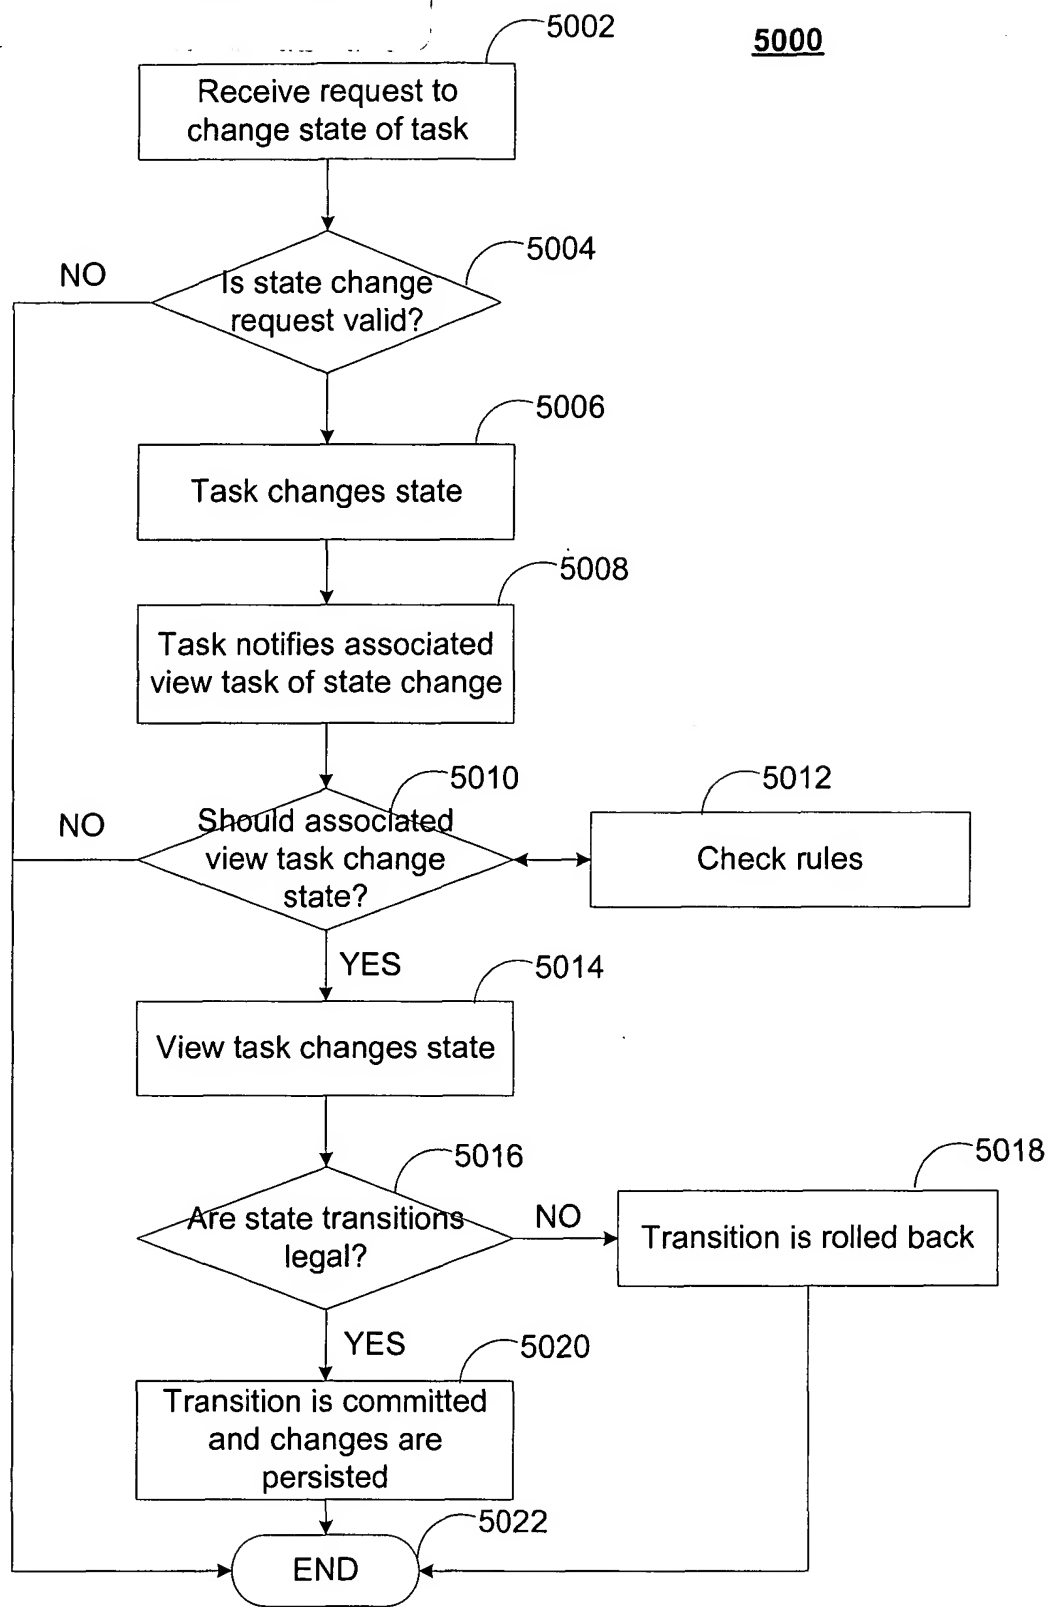 5002
5000
Receive request to
change state of task
5004
NO
Is state change
request valid?
5006
Task changes state
5008
Task notifies associated
view task of state change
5010
5012
NO
Should associated
view task change
state?
Check rules
YES
5014
View task changes state
5016
5018
Are state transitions
legal?
NO
Transition is rolled back
YES
5020
Transition is committed
and changes are
persisted
5022
END